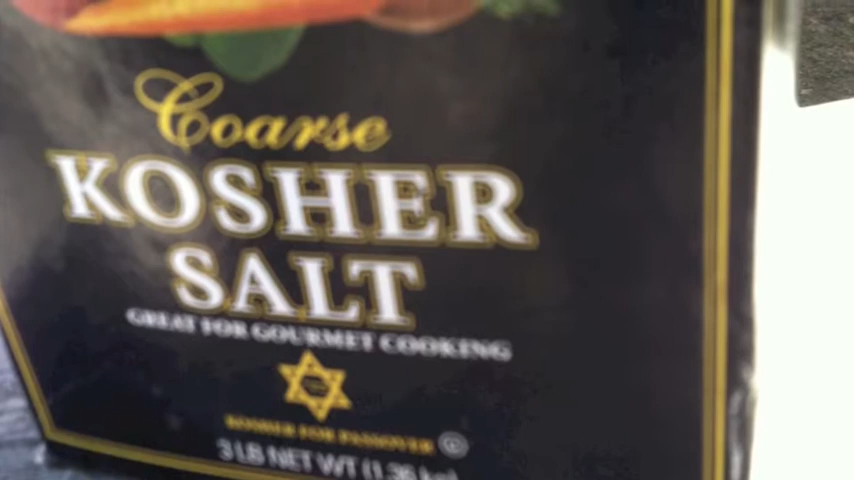 Coarse
KOSHER
SALT
GREAT FOR GOURMET COOKING
KOSHER FOR PASSOVER
3 LB NET WT (1.36 kg)